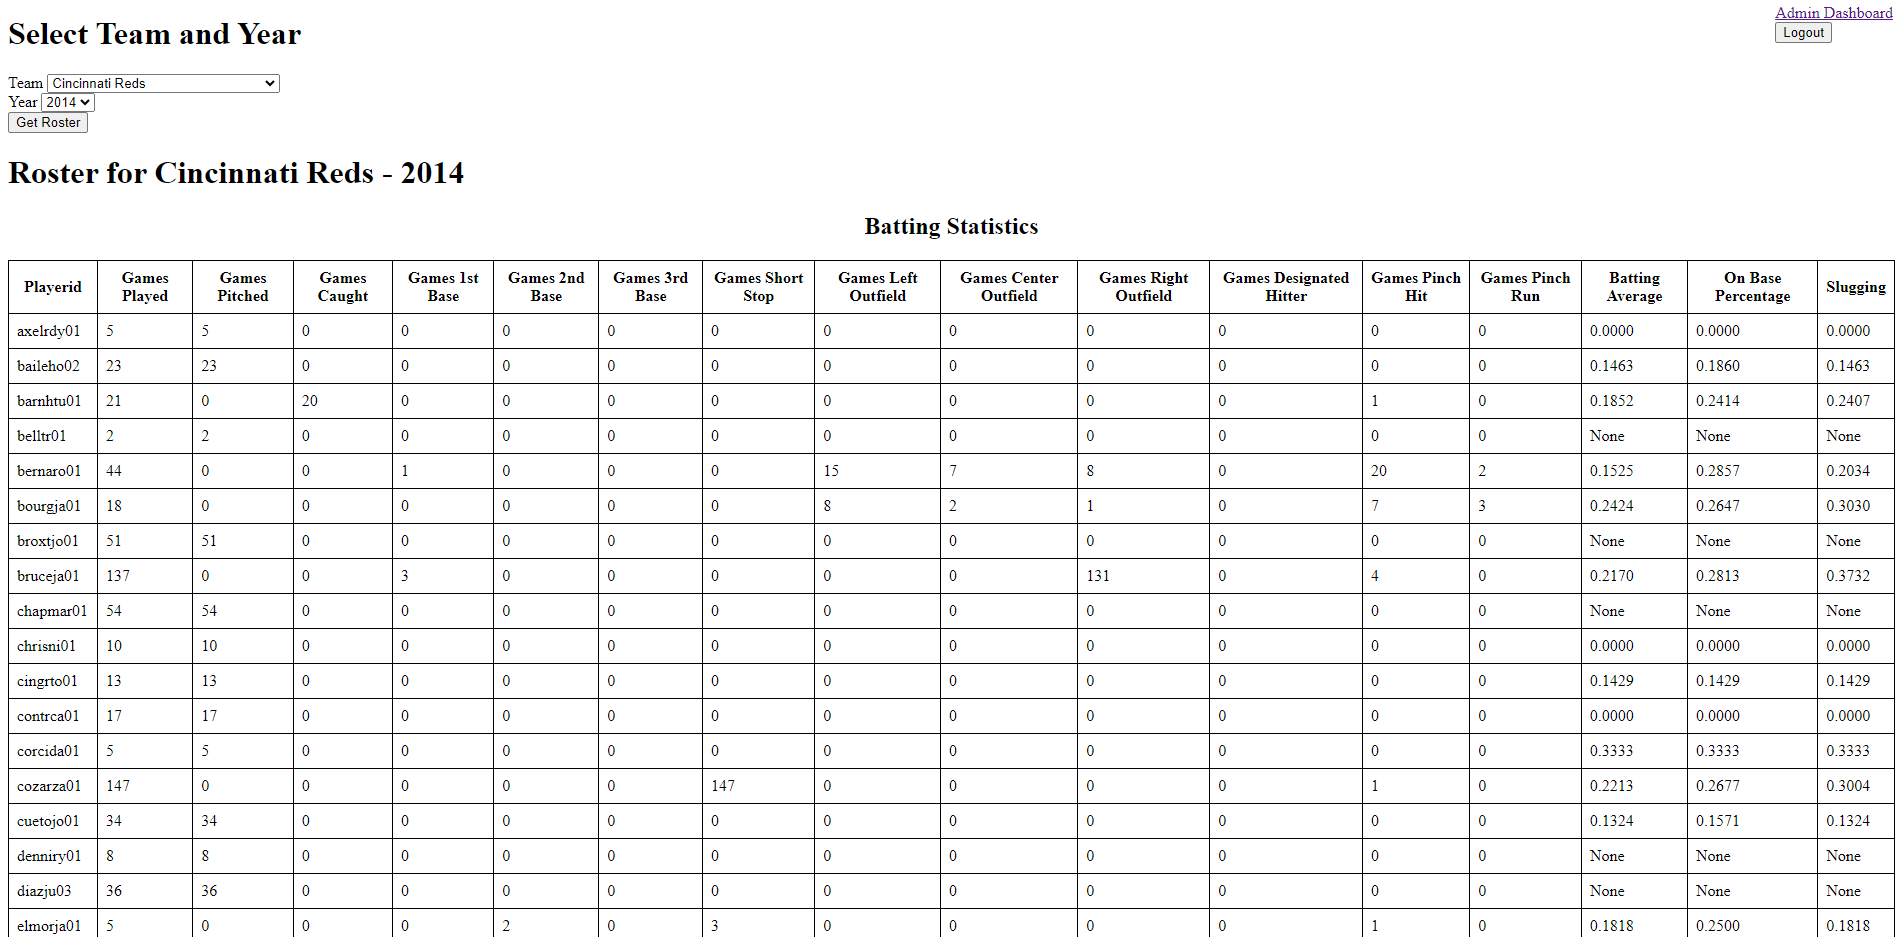 Admin Dashboard
Logout
Select Team and Year
Team Cincinnati Reds
Year 2014
Get Roster
Roster for Cincinnati Reds - 2014
Batting Statistics
Playerid Games Played Games Pitched Games Caught Games 1st Base Games 2nd Base Games 3rd Base Games Short Stop Games Left Outfield Games Center Outfield Games Right Outfield Games Designated Hitter Games Pinch Hit Games Pinch Run Batting Average On Base Percentage Slugging
axelrdy01 5 5 0 0 0 0 0 0 0 0 0 0 0 0.0000 0.0000 0.0000
baileho02 23 23 0 0 0 0 0 0 0 0 0 0 0 0.1463 0.1860 0.1463
barnhtu01 21 0 20 0 0 0 0 0 0 0 0 1 0 0.1852 0.2414 0.2407
belltr01 2 2 0 0 0 0 0 0 0 0 0 0 0 None None None
bernaro01 44 0 0 1 0 0 0 15 7 8 0 20 2 0.1525 0.2857 0.2034
bourgja01 18 0 0 0 0 0 0 8 2 1 0 7 3 0.2424 0.2647 0.3030
broxtjo01 51 51 0 0 0 0 0 0 0 0 0 0 0 None None None
bruceja01 137 0 0 3 0 0 0 0 0 131 0 4 0 0.2170 0.2813 0.3732
chapmar01 54 54 0 0 0 0 0 0 0 0 0 0 0 None None None
chrisni01 10 10 0 0 0 0 0 0 0 0 0 0 0 0.0000 0.0000 0.0000
cingrto01 13 13 0 0 0 0 0 0 0 0 0 0 0 0.1429 0.1429 0.1429
contrca01 17 17 0 0 0 0 0 0 0 0 0 0 0 0.0000 0.0000 0.0000
corcida01 5 5 0 0 0 0 0 0 0 0 0 0 0 0.3333 0.3333 0.3333
cozarza01 147 0 0 0 0 0 147 0 0 0 0 1 0 0.2213 0.2677 0.3004
cuetojo01 34 34 0 0 0 0 0 0 0 0 0 0 0 0.1324 0.1571 0.1324
denniry01 8 8 0 0 0 0 0 0 0 0 0 0 0 None None None
diazju03 36 36 0 0 0 0 0 0 0 0 0 0 0 None None None
elmorja01 5 0 0 0 2 0 3 0 0 0 0 1 0 0.1818 0.2500 0.1818